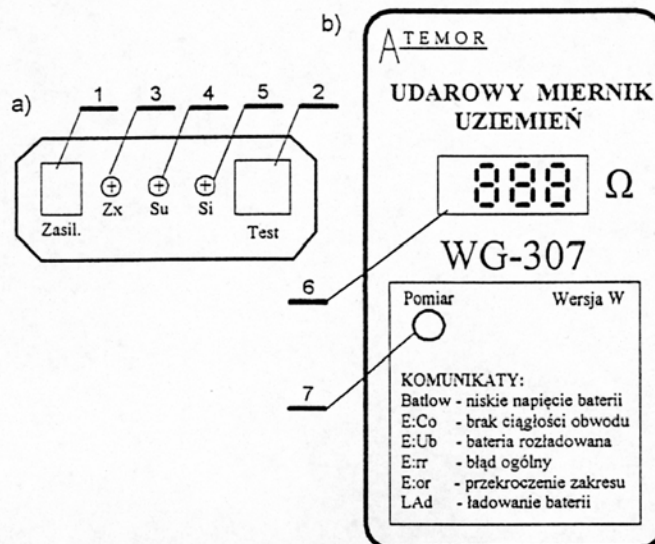 a)
1
3
4
5
2
Zasil.
Zx
Su
Si
Test
b)
ATEMOR
UDAROWY MIERNIK
UZIEMIEŃ
888 Ω
WG-307
6
Pomiar
Wersja W
7
KOMUNIKATY:
Batlow - niskie napięcie baterii
E:Co - brak ciągłości obwodu
E:Ub - bateria rozładowana
E:rr - błąd ogólny
E:or - przekroczenie zakresu
LAd - ładowanie baterii